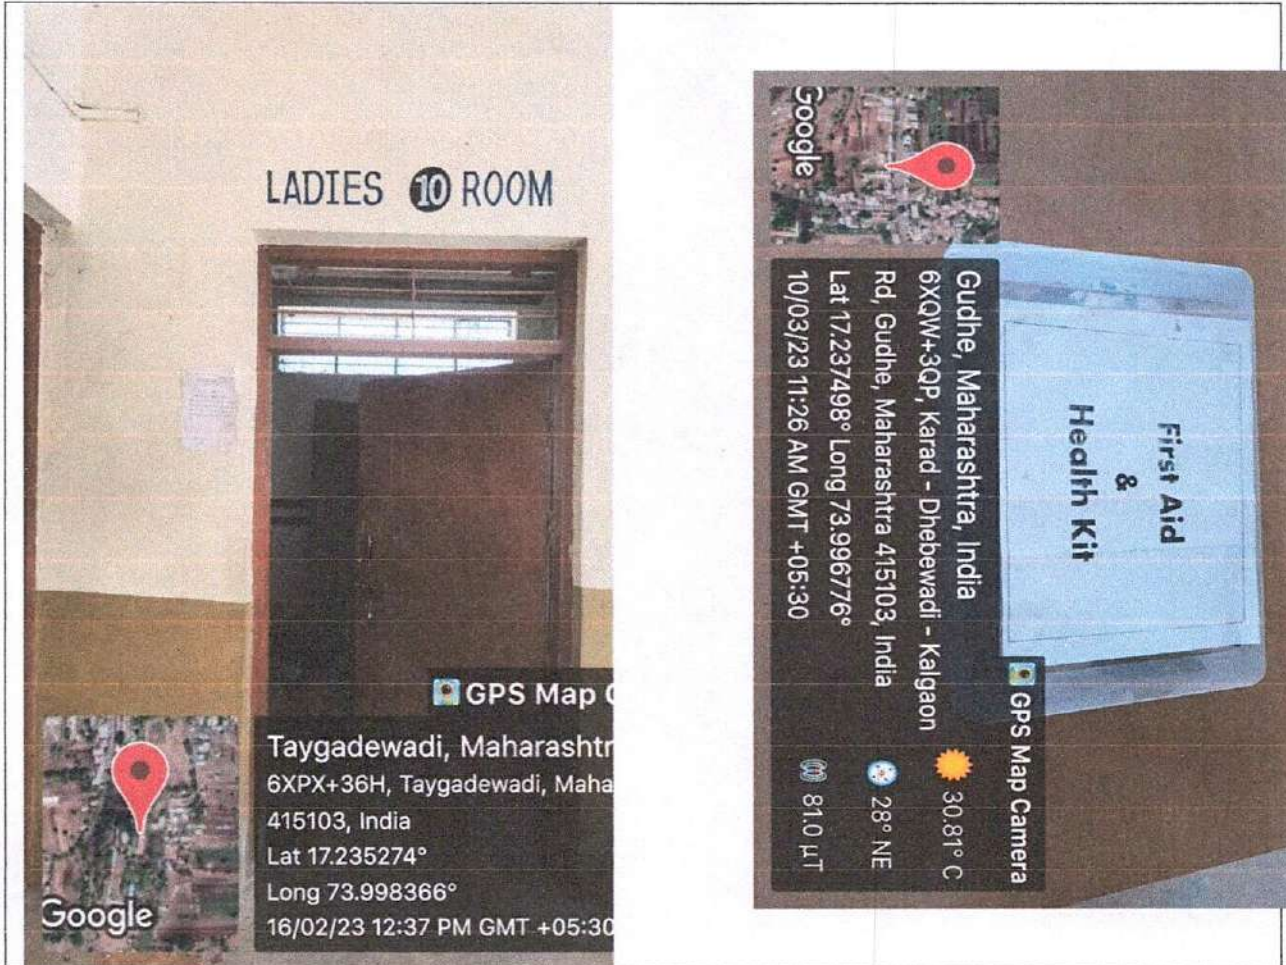 LADIES 10 ROOM
GPS Map
Taygadewadi, Maharashtr
6XPX+36H, Taygadewadi, Maha
415103, India
Lat 17.235274°
Long 73.998366°
16/02/23 12:37 PM GMT +05:30
Google
First Aid
&
Health Kit
GPS Map Camera
Gudhe, Maharashtra, India
6XQW+3QP, Karad - Dhebewadi - Kalgaon
Rd, Gudhe, Maharashtra 415103, India
Lat 17.237498° Long 73.996776°
10/03/23 11:26 AM GMT +05:30
30.81° C
28° NE
81.0 µT
Google